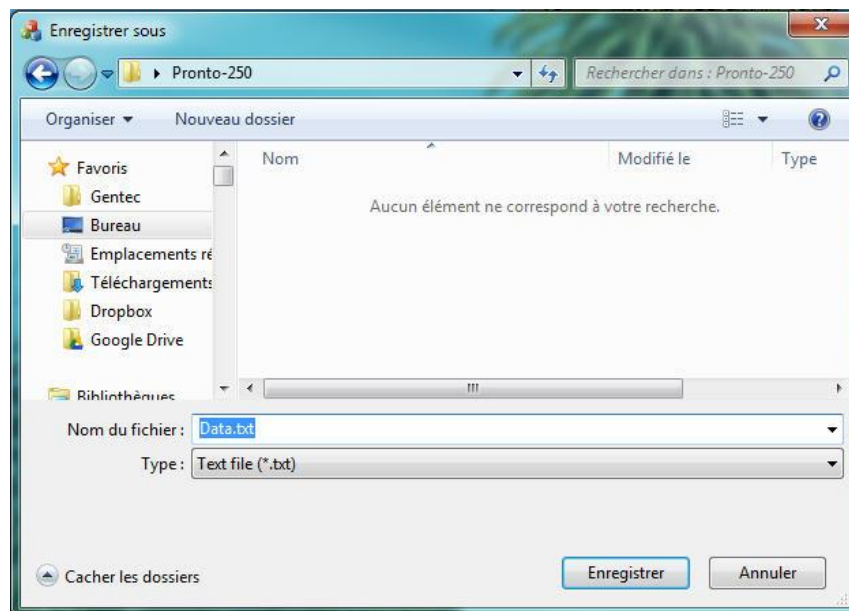 Enregistrer sous
Pronto-250
Rechercher dans : Pronto-250
Organiser
Nouveau dossier
Nom
Modifié le
Type
Favoris
Gentec
Bureau
Emplacements ré
Téléchargements
Dropbox
Google Drive
Bibliothèques
Aucun élément ne correspond à votre recherche.
Nom du fichier : Data.txt
Type : Text file (*.txt)
Cacher les dossiers
Enregistrer
Annuler